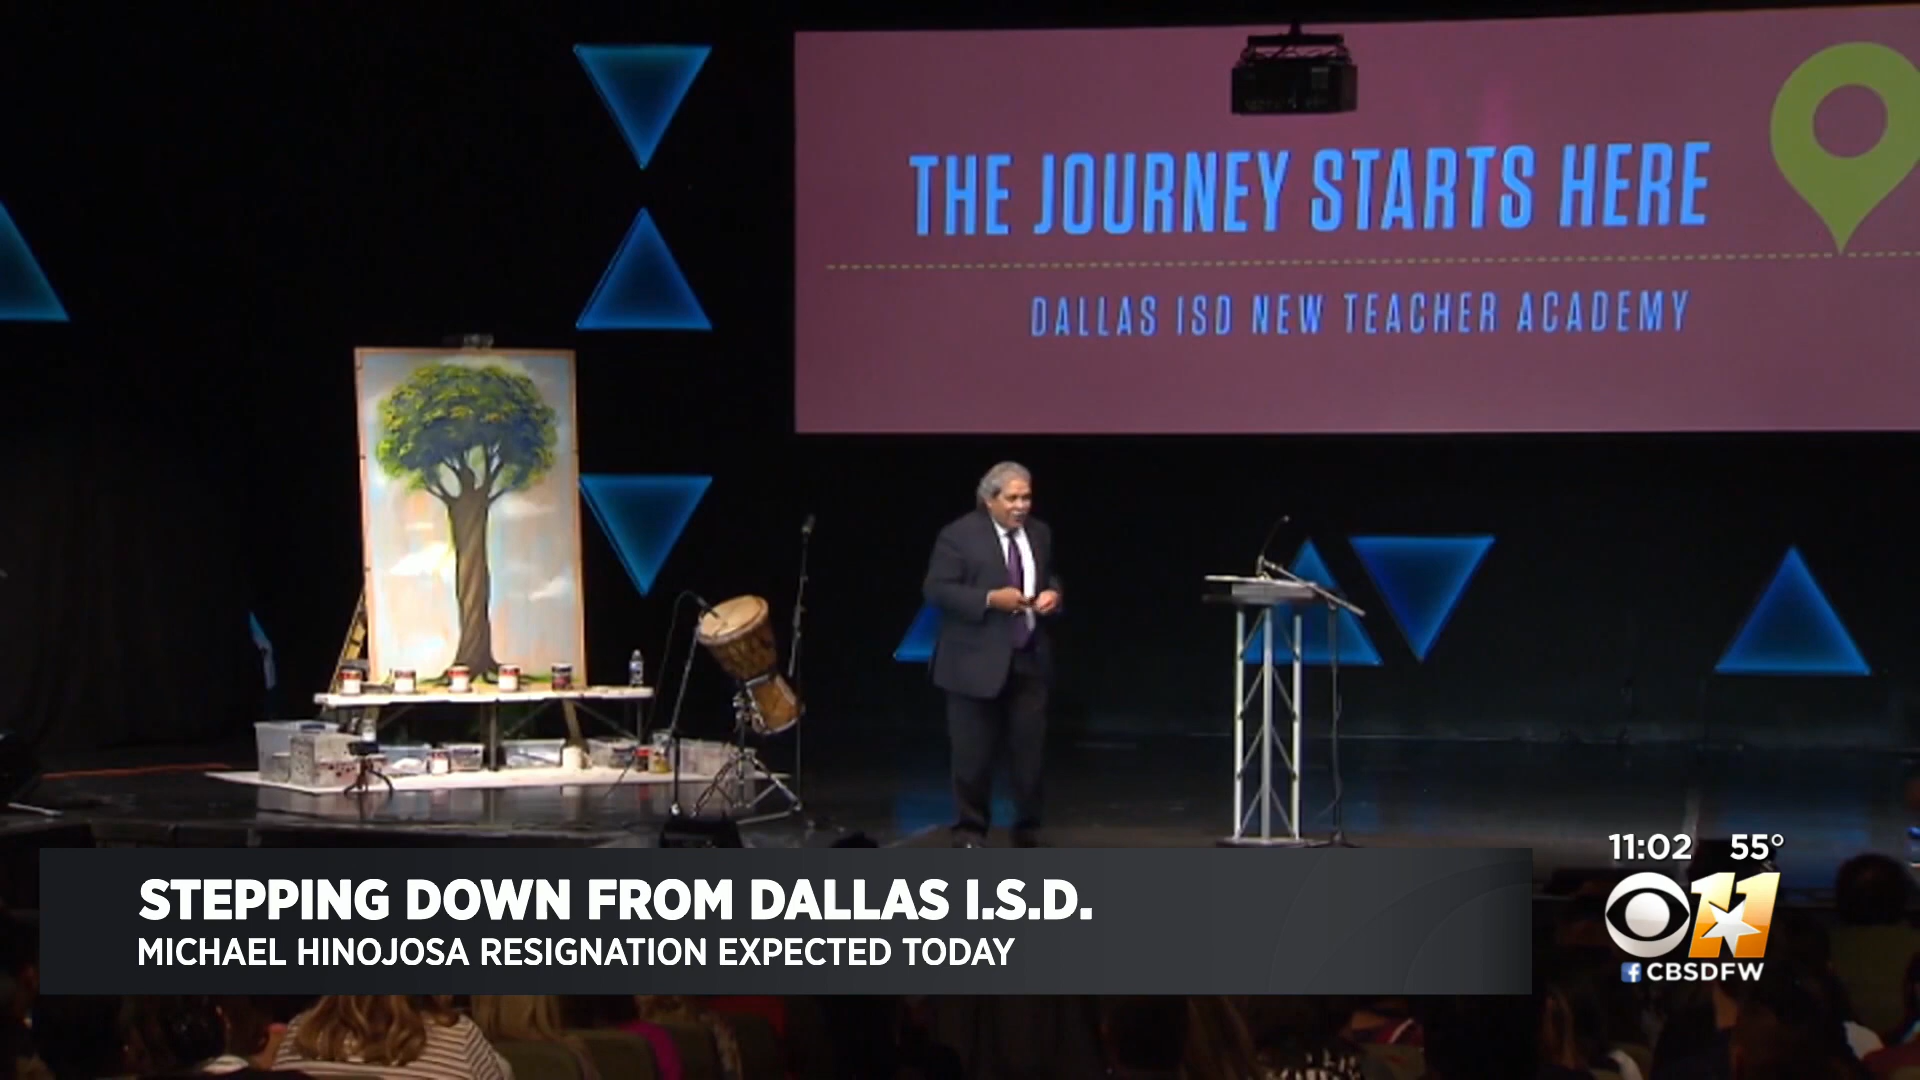 THE JOURNEY STARTS HERE
DALLAS ISD NEW TEACHER ACADEMY
STEPPING DOWN FROM DALLAS I.S.D.
MICHAEL HINOJOSA RESIGNATION EXPECTED TODAY
11:02 55°
11
f CBSDFW